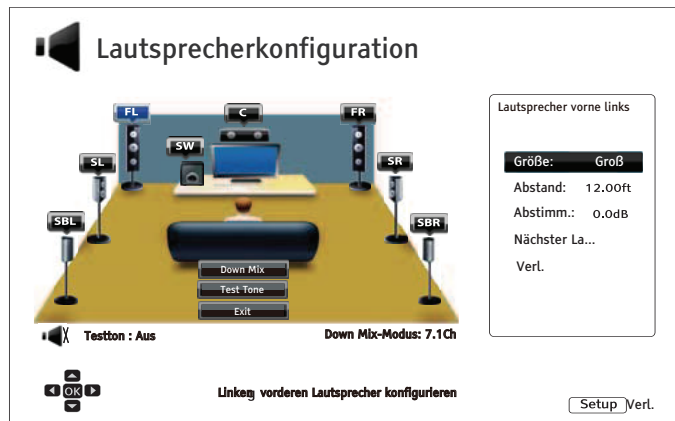 Lautsprecherkonfiguration
FL
C
FR
SW
SL
SR
SBL
SBR
Down Mix
Test Tone
Exit
Testton : Aus
Down Mix-Modus: 7.1Ch
Lautsprecher vorne links
Größe: Groß
Abstand: 12.00ft
Abstimm.: 0.0dB
Nächster La...
Verl.
OK
Linken vorderen Lautsprecher konfigurieren
Setup Verl.